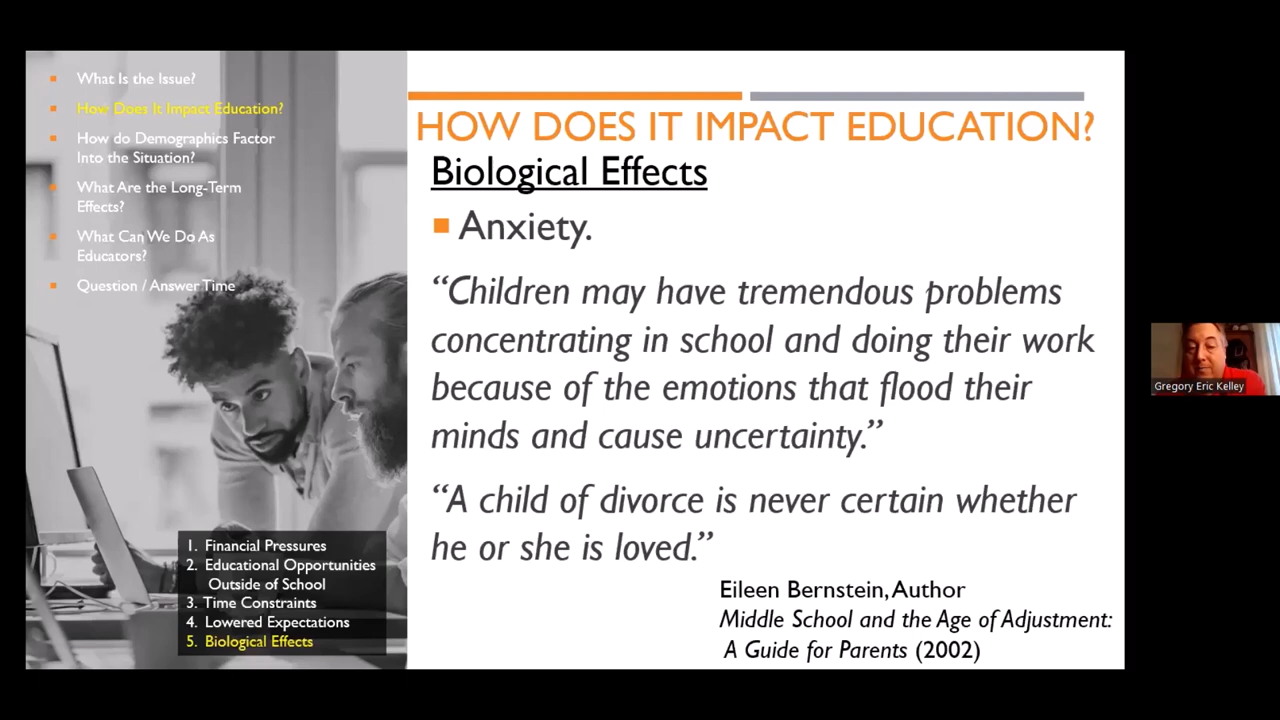 What Is the Issue?
How Does It Impact Education?
How do Demographics Factor
Into the Situation?
What Are the Long-Term
Effects?
What Can We Do As
Educators?
Question / Answer Time
1. Financial Pressures
2. Educational Opportunities
Outside of School
3. Time Constraints
4. Lowered Expectations
5. Biological Effects
HOW DOES IT IMPACT EDUCATION?
Biological Effects
Anxiety.
“Children may have tremendous problems
concentrating in school and doing their work
because of the emotions that flood their
minds and cause uncertainty.”
“A child of divorce is never certain whether
he or she is loved.”
Eileen Bernstein, Author
Middle School and the Age of Adjustment:
A Guide for Parents (2002)
Gregory Eric Kelley